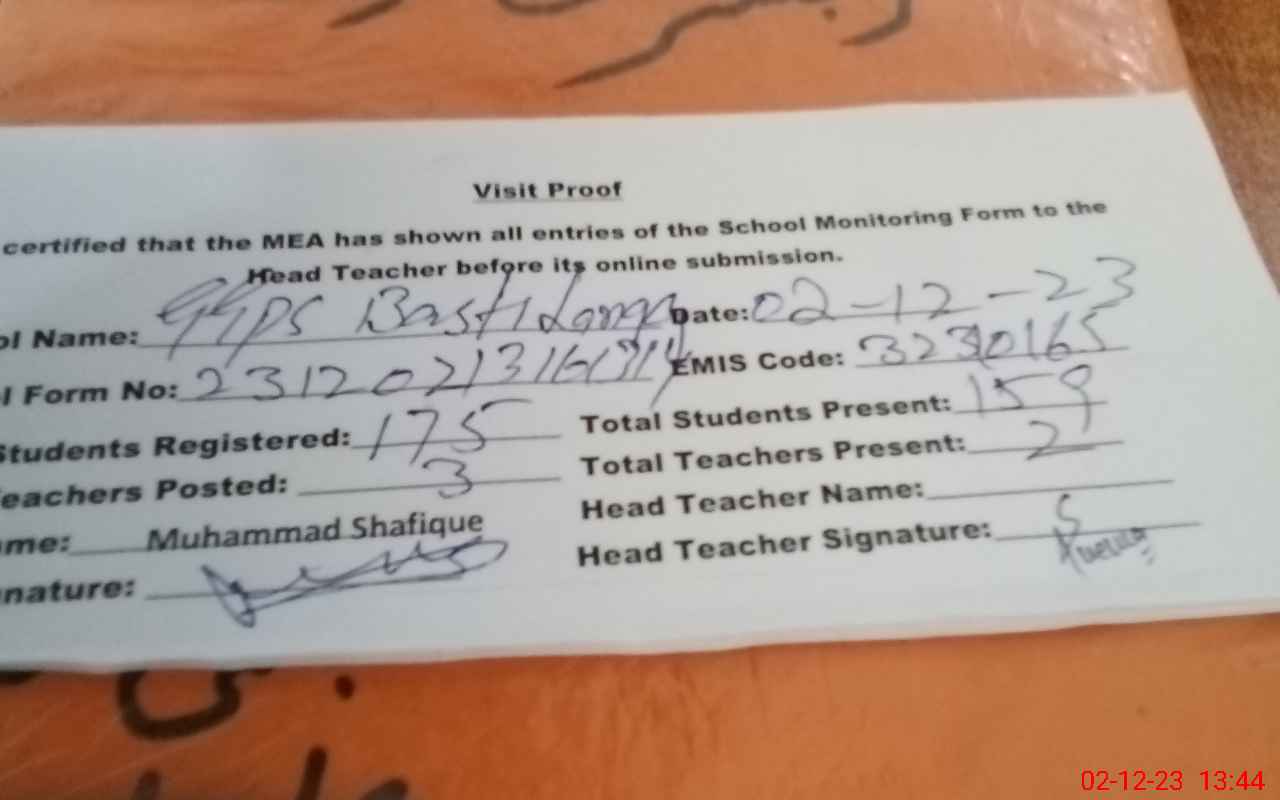 Visit Proof
certified that the MEA has shown all entries of the School Monitoring Form to the
Head Teacher before its online submission.
ol Name: GGPS Basti Date: 02-12-23
l Form No: EMIS Code: 32310165
Students Registered: 175 Total Students Present: 159
eachers Posted: 3 Total Teachers Present: 2
ame: Muhammad Shafique Head Teacher Name:
nature: Head Teacher Signature:
02-12-23 13:44